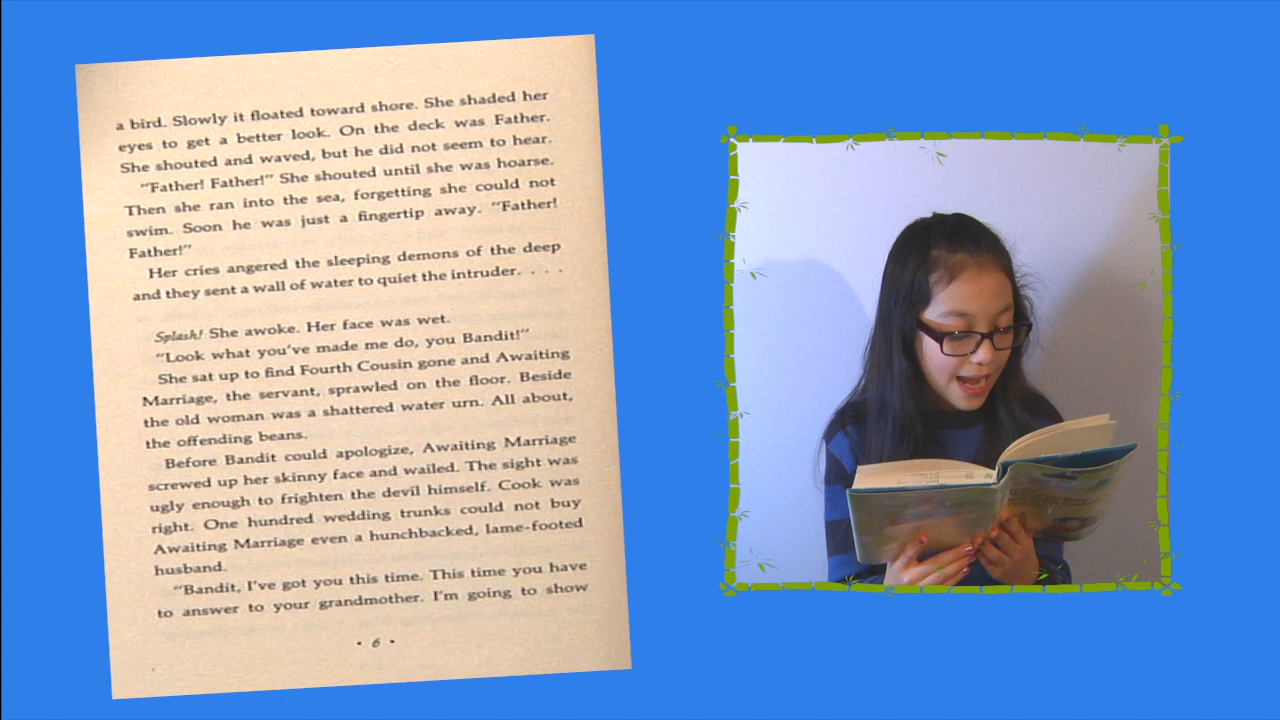 a bird. Slowly it floated toward shore. She shaded her
eyes to get a better look. On the deck was Father.
She shouted and waved, but he did not seem to hear.
"Father! Father!" She shouted until she was hoarse.
Then she ran into the sea, forgetting she could not
swim. Soon he was just a fingertip away. "Father!
Father!"
Her cries angered the sleeping demons of the deep
and they sent a wall of water to quiet the intruder. . . .
Splash! She awoke. Her face was wet.
"Look what you've made me do, you Bandit!"
She sat up to find Fourth Cousin gone and Awaiting
Marriage, the servant, sprawled on the floor. Beside
the old woman was a shattered water urn. All about,
the offending beans.
Before Bandit could apologize, Awaiting Marriage
screwed up her skinny face and wailed. The sight was
ugly enough to frighten the devil himself. Cook was
right. One hundred wedding trunks could not buy
Awaiting Marriage even a hunchbacked, lame-footed
husband.
"Bandit, I've got you this time. This time you have
to answer to your grandmother. I'm going to show
• 6 •